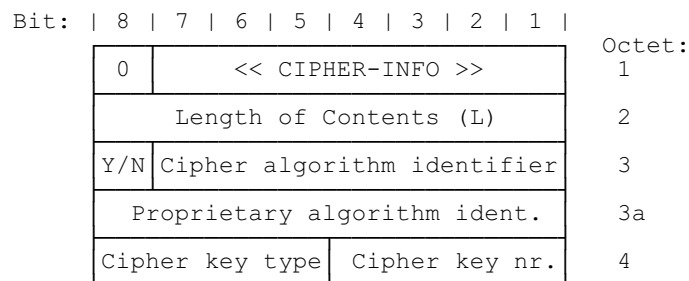 Bit: | 8 | 7 | 6 | 5 | 4 | 3 | 2 | 1 |
Octet:
0 << CIPHER-INFO >> 1
Length of Contents (L) 2
Y/N Cipher algorithm identifier 3
Proprietary algorithm ident. 3a
Cipher key type Cipher key nr. 4